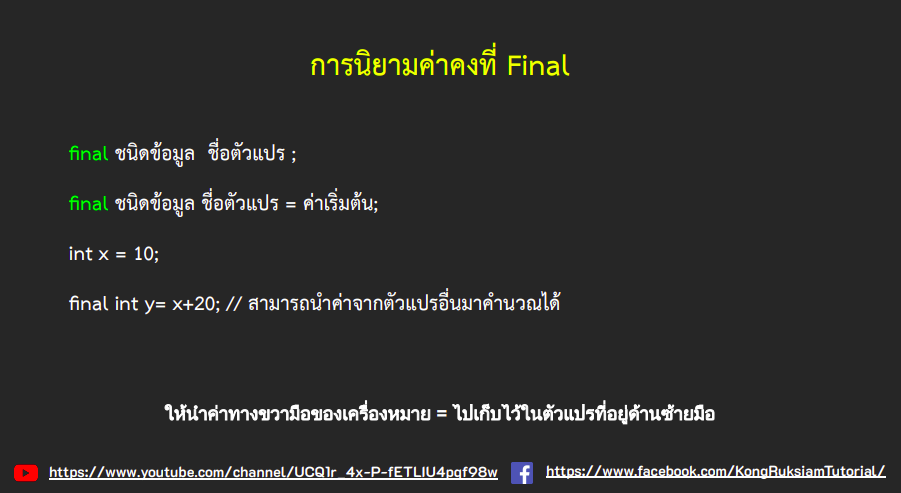 การนิยามค่าคงที่ Final
final ชนิดข้อมูล ชื่อตัวแปร ;
final ชนิดข้อมูล ชื่อตัวแปร = ค่าเริ่มต้น;
int x = 10;
final int y= x+20; // สามารถนำค่าจากตัวแปรอื่นมาคำนวณได้
ให้นำค่าทางขวามือของเครื่องหมาย = ไปเก็บไว้ในตัวแปรที่อยู่ด้านซ้ายมือ
https://www.youtube.com/channel/UCQ1r_4x-P-fETLIU4pqf98w
https://www.facebook.com/KongRuksiamTutorial/